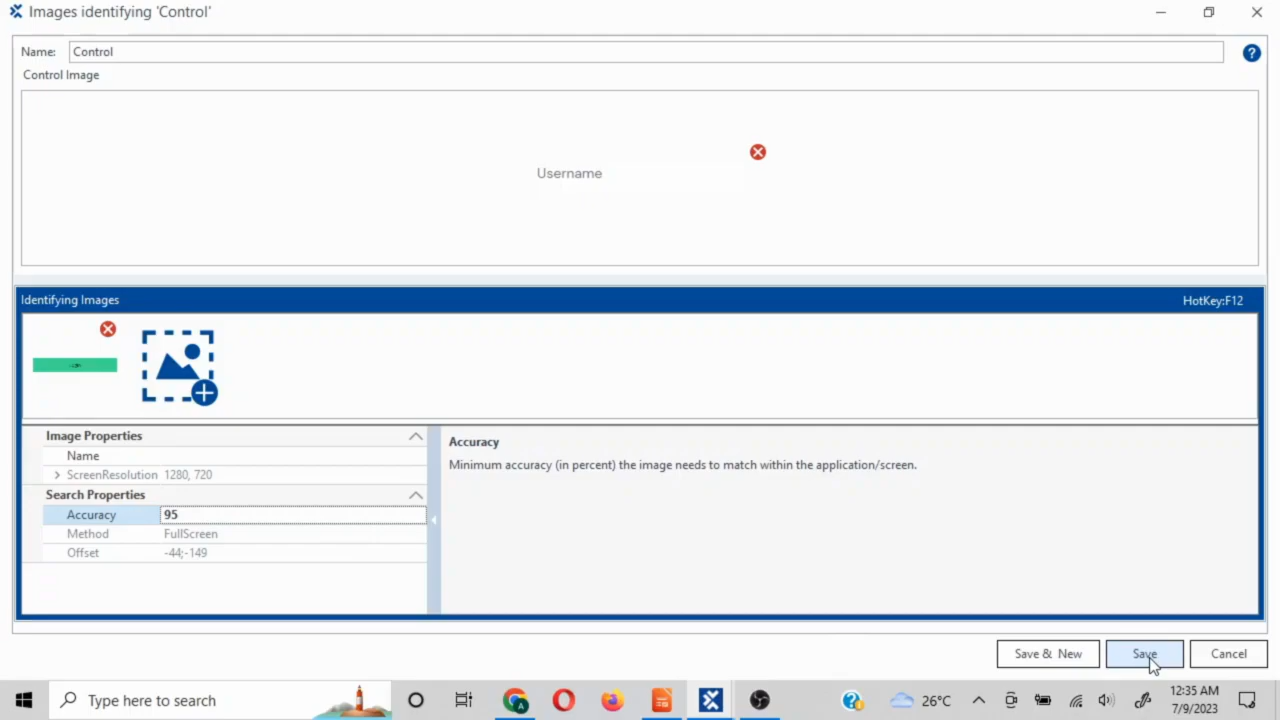 Images identifying 'Control'
Name: Control
Control Image
Username
Identifying Images HotKey:F12
Image Properties
Name
ScreenResolution 1280, 720
Search Properties
Accuracy 95
Method FullScreen
Offset -44;-149
Accuracy
Minimum accuracy (in percent) the image needs to match within the application/screen.
Save & New Save Cancel
Type here to search
26°C
12:35 AM
7/9/2023